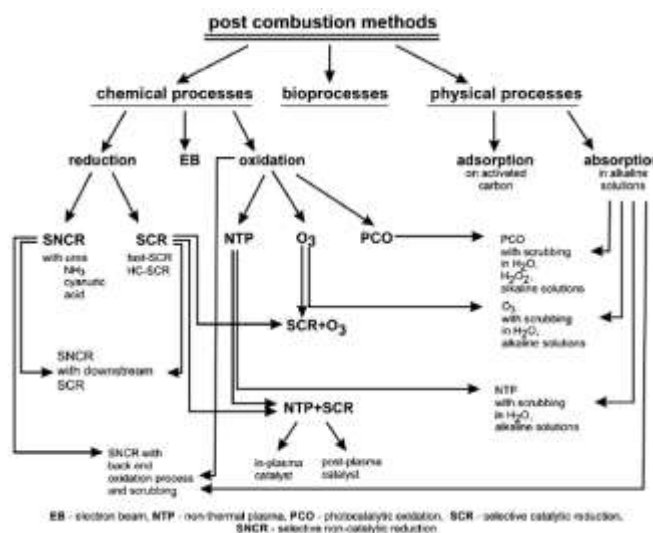 post combustion methods
chemical processes
bioprocesses
physical processes
reduction
EB
oxidation
adsorption
on activated
carbon
absorption
in alkaline
solutions
SNCR
with urea
NH3
cyanuric
acid
SCR
fast-SCR
HC-SCR
NTP
O3
PCO
PCO
with scrubbing
in H2O,
H2O2,
alkaline solutions
SCR+O3
O3
with scrubbing
in H2O,
alkaline solutions
SNCR
with downstream
SCR
NTP+SCR
NTP
with scrubbing
in H2O,
alkaline solutions
in-plasma
catalyst
post-plasma
catalyst
SNCR with
back end
oxidation process
and scrubbing
EB - electron beam, NTP - non-thermal plasma, PCO - photocatalytic oxidation, SCR - selective catalytic reduction,
SNCR - selective non-catalytic reduction